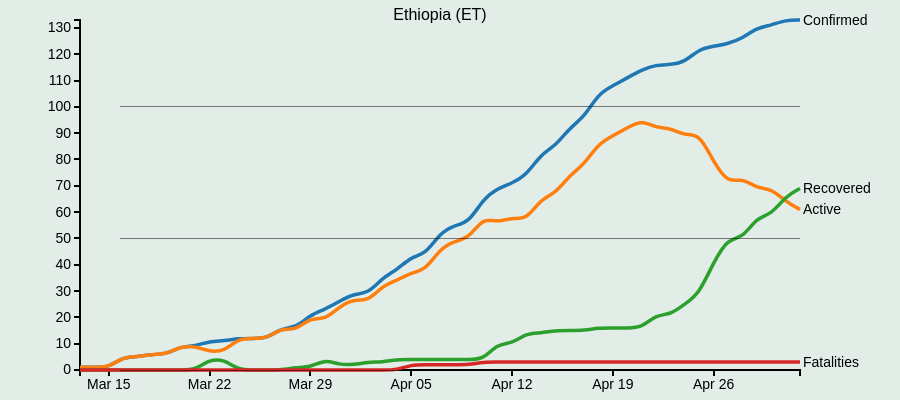 Ethiopia (ET)
130
120
110
100
90
80
70
60
50
40
30
20
10
0
Confirmed
Recovered
Active
Fatalities
Mar 15 Mar 22 Mar 29 Apr 05 Apr 12 Apr 19 Apr 26